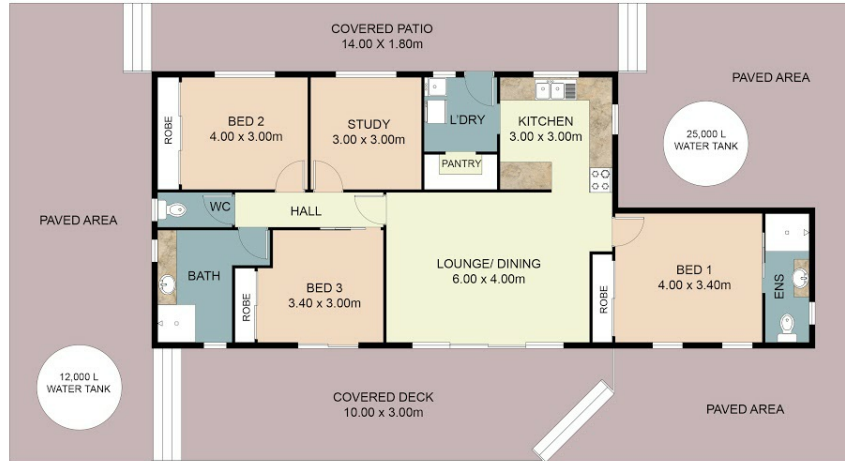 COVERED PATIO
14.00 X 1.80m
PAVED AREA
ROBE
BED 2
4.00 x 3.00m
STUDY
3.00 x 3.00m
L'DRY
KITCHEN
3.00 x 3.00m
25,000 L
WATER TANK
PANTRY
WC
HALL
PAVED AREA
BATH
ROBE
BED 3
3.40 x 3.00m
LOUNGE/ DINING
6.00 x 4.00m
ROBE
BED 1
4.00 x 3.40m
ENS
12,000 L
WATER TANK
COVERED DECK
10.00 x 3.00m
PAVED AREA